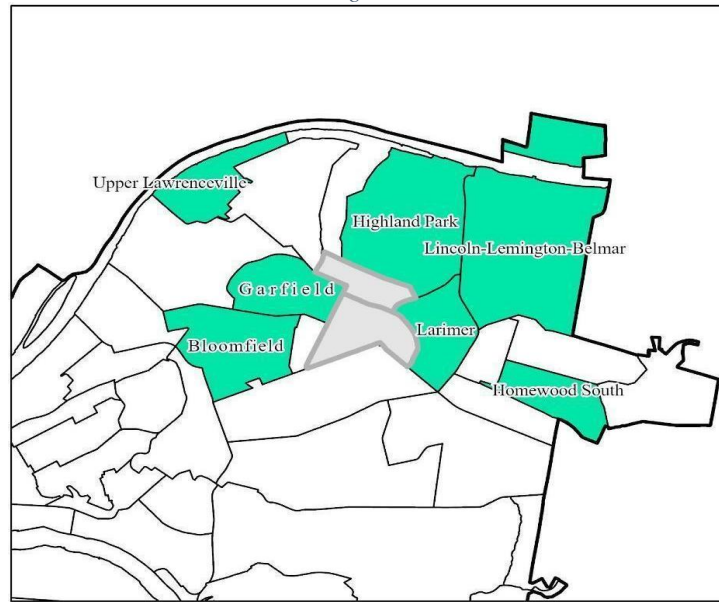 Upper Lawrenceville
Highland Park
Lincoln-Lemington-Belmar
Garfield
Larimer
Bloomfield
Homewood South